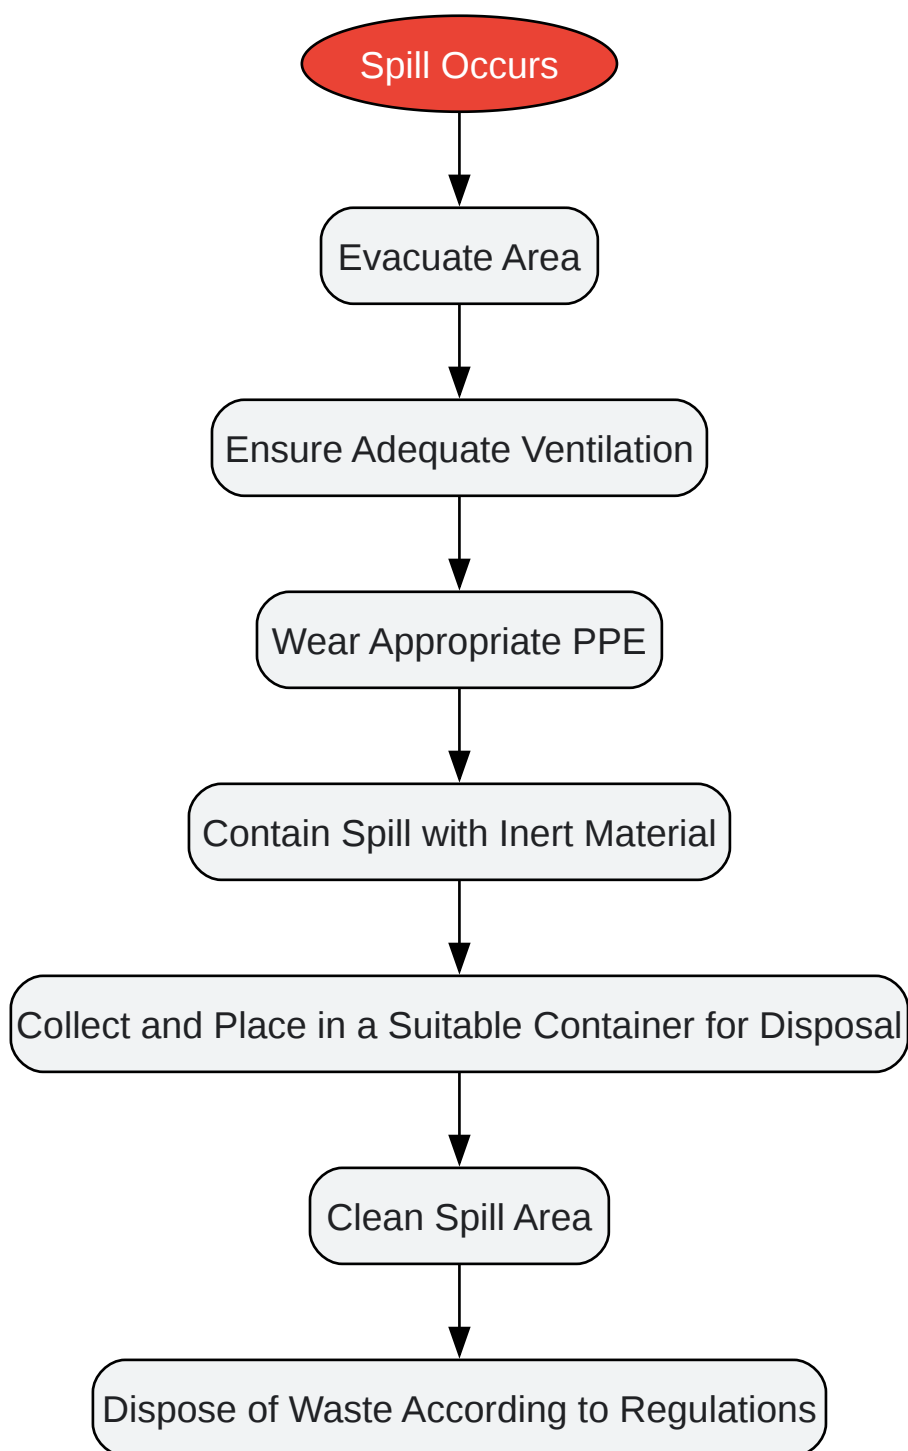 Spill Occurs
Evacuate Area
Ensure Adequate Ventilation
Wear Appropriate PPE
Contain Spill with Inert Material
Collect and Place in a Suitable Container for Disposal
Clean Spill Area
Dispose of Waste According to Regulations